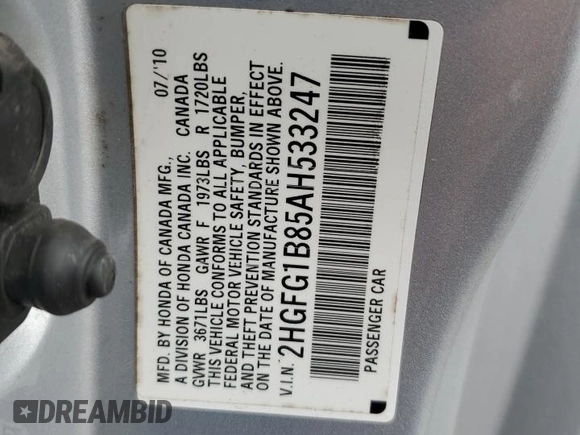 MFD. BY HONDA OF CANADA MFG., 07/'10
A DIVISION OF HONDA CANADA INC. CANADA
GVWR 3671LBS GAWR F 1973LBS R 1720LBS
THIS VEHICLE CONFORMS TO ALL APPLICABLE
FEDERAL MOTOR VEHICLE SAFETY, BUMPER,
AND THEFT PREVENTION STANDARDS IN EFFECT
ON THE DATE OF MANUFACTURE SHOWN ABOVE.
V.I.N. 2HGFG1B85AH533247
PASSENGER CAR
DREAMBID